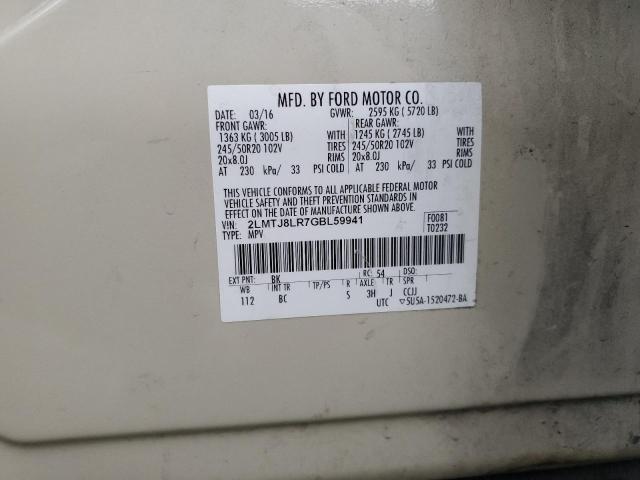 MFD. BY FORD MOTOR CO.
DATE: 03/16 GVWR: 2595 KG ( 5720 LB)
FRONT GAWR: REAR GAWR:
1363 KG ( 3005 LB) WITH 1245 KG ( 2745 LB) WITH
245/50R20 102V TIRES 245/50R20 102V TIRES
20x8.0J RIMS 20x8.0J RIMS
AT 230 kPa/ 33 PSI COLD AT 230 kPa/ 33 PSI COLD
THIS VEHICLE CONFORMS TO ALL APPLICABLE FEDERAL MOTOR
VEHICLE SAFETY AND THEFT PREVENTION STANDARDS IN
EFFECT ON THE DATE OF MANUFACTURE SHOWN ABOVE.
VIN: 2LMTJ8LR7GBL59941 F0081
TYPE: MPV T0232
EXT PNT: BK RC: 54 DSO:
WB INT TR TP/PS R AXLE TR SPR
112 BC S 3H J CCJJ
UTC ▽5U5A-1520472-BA